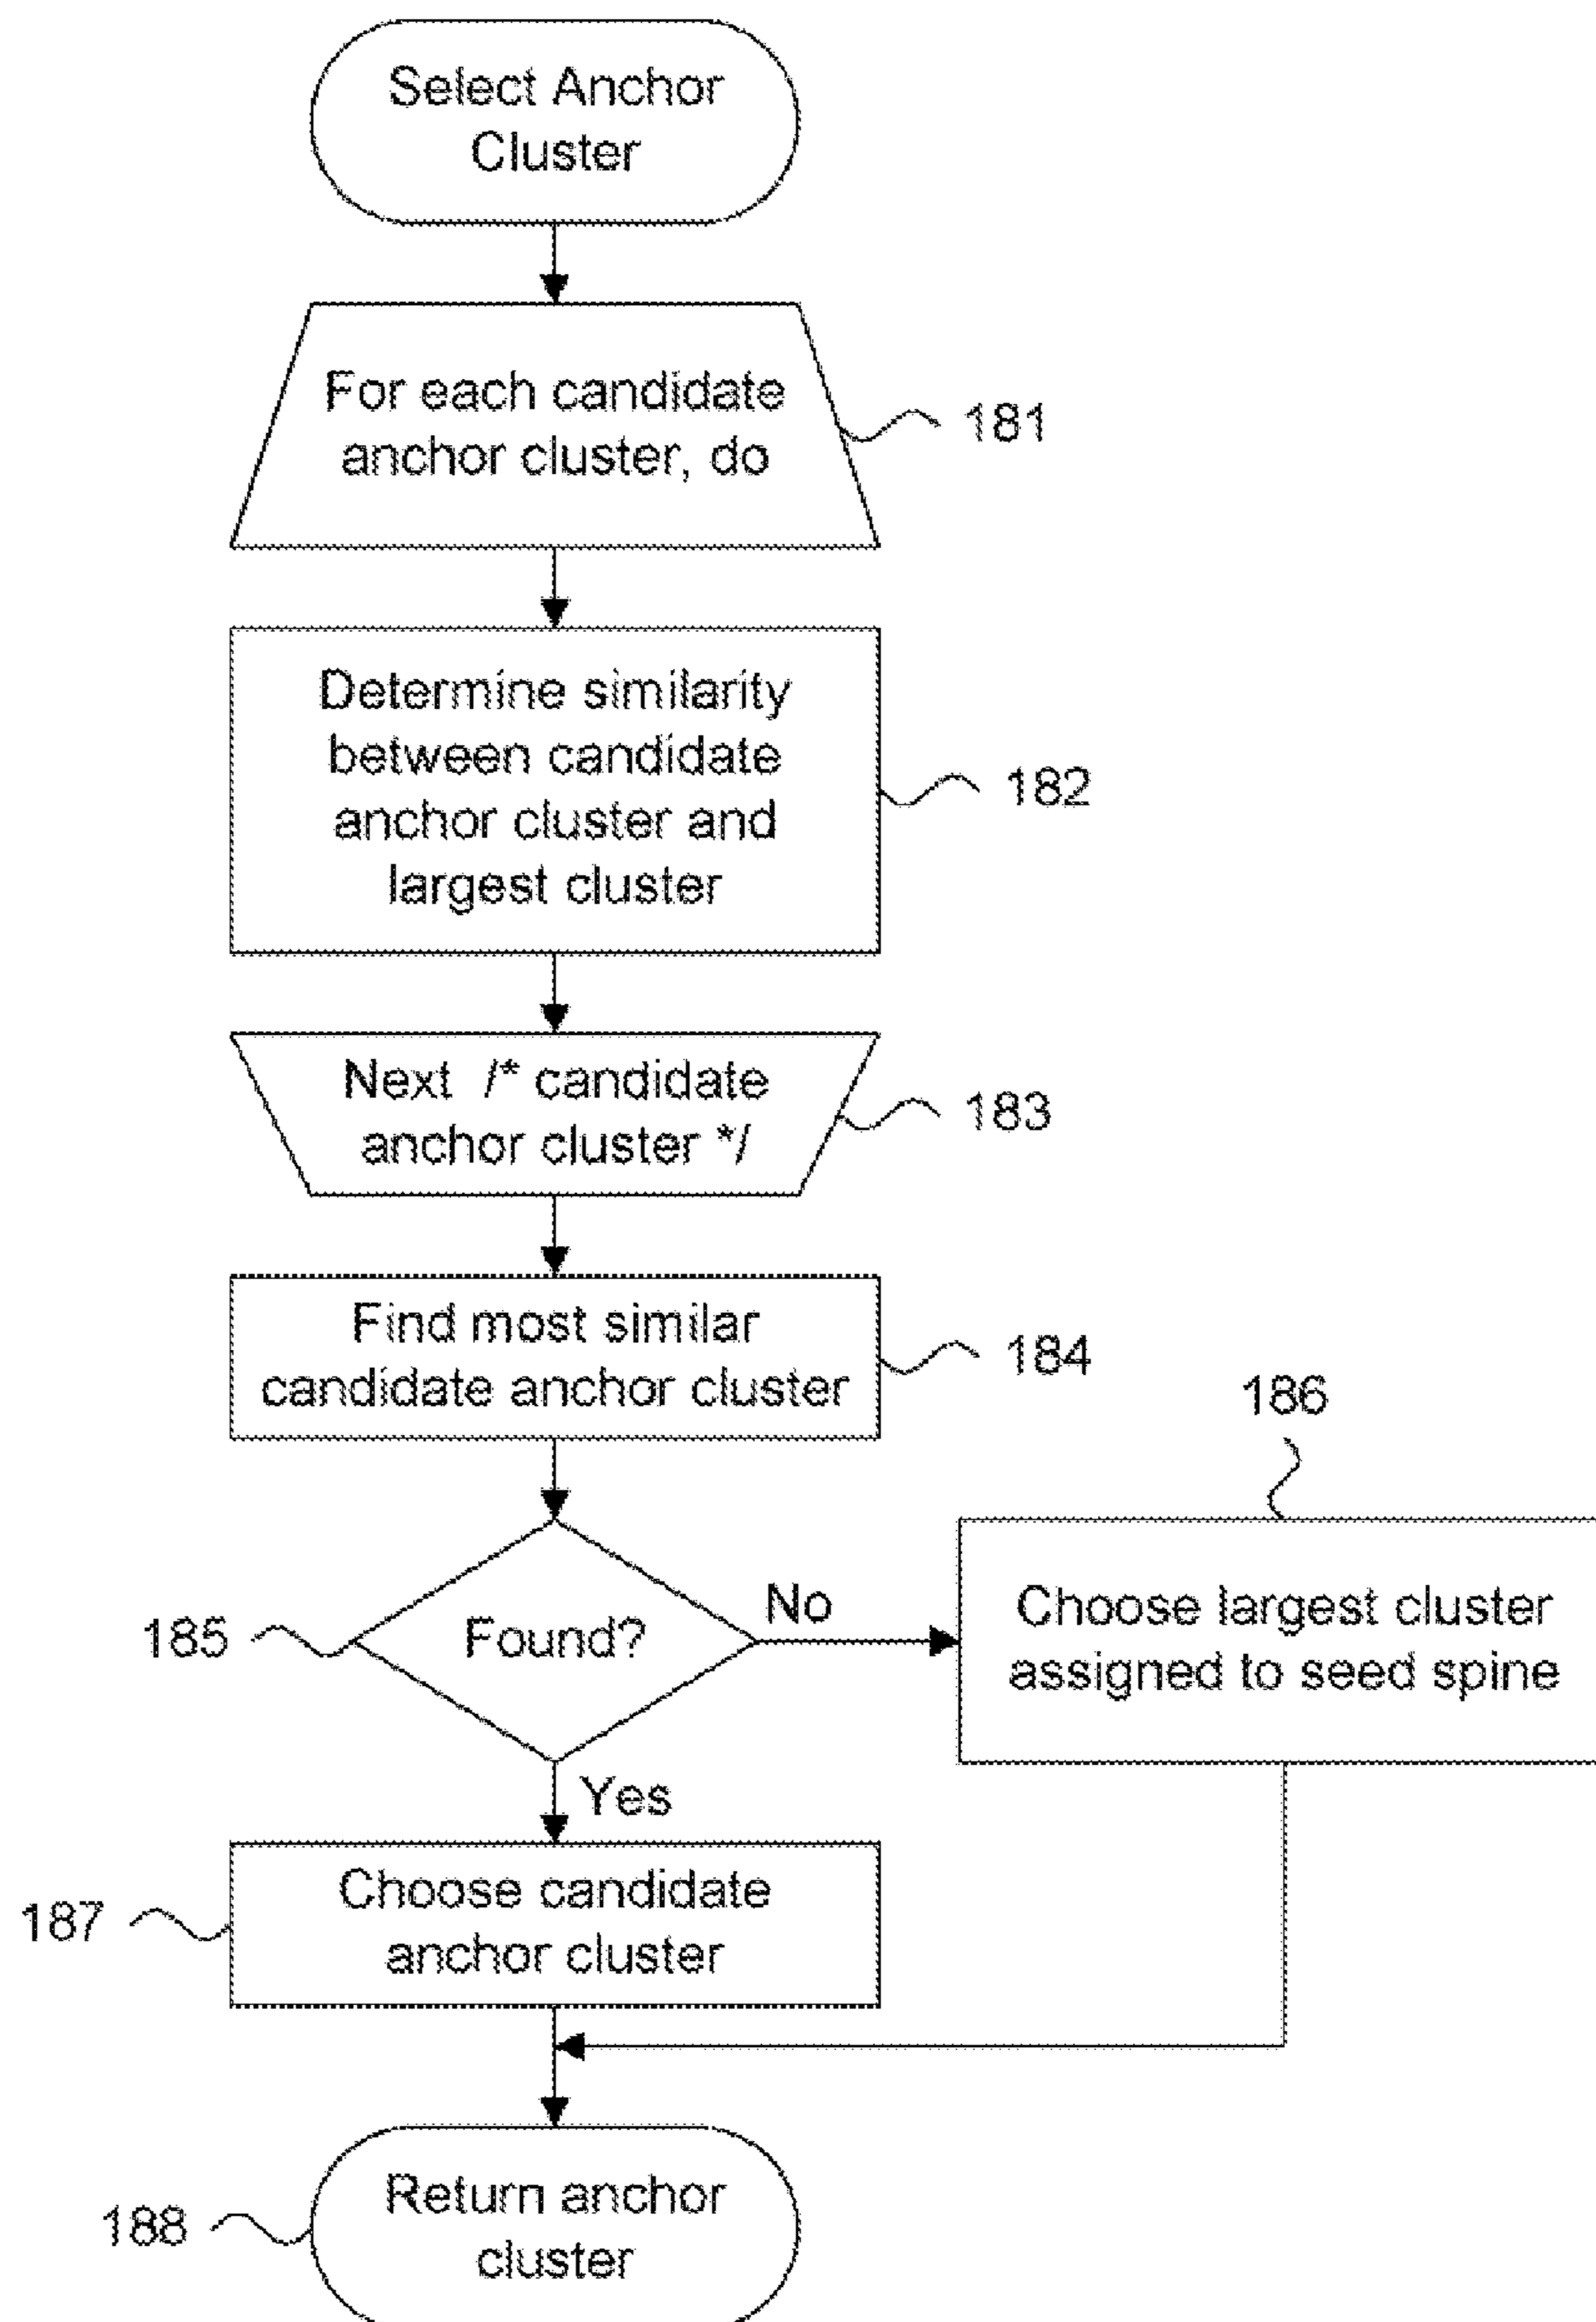 Select Anchor
Cluster
For each candidate
anchor cluster, do
181
Determine similarity
between candidate
anchor cluster and
largest cluster
182
Next /* candidate
anchor cluster */
183
Find most similar
candidate anchor cluster
184
186
185
Found?
No
Choose largest cluster
assigned to seed spine
Yes
187
Choose candidate
anchor cluster
188
Return anchor
cluster